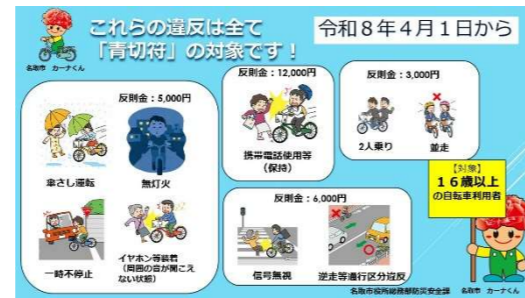 これらの違反は全て
「青切符」の対象です！
令和８年４月１日から
名取市 カーナくん
反則金：5,000円
傘さし運転
無灯火
一時不停止
イヤホン等装着
（周囲の音が聞こえ
ない状態）
反則金：12,000円
携帯電話使用等
（保持）
反則金：3,000円
2人乗り
並走
反則金：6,000円
信号無視
逆走等通行区分違反
【対象】
１６歳以上
の自転車利用者
名取市役所総務部防災安全課
名取市 カーナくん